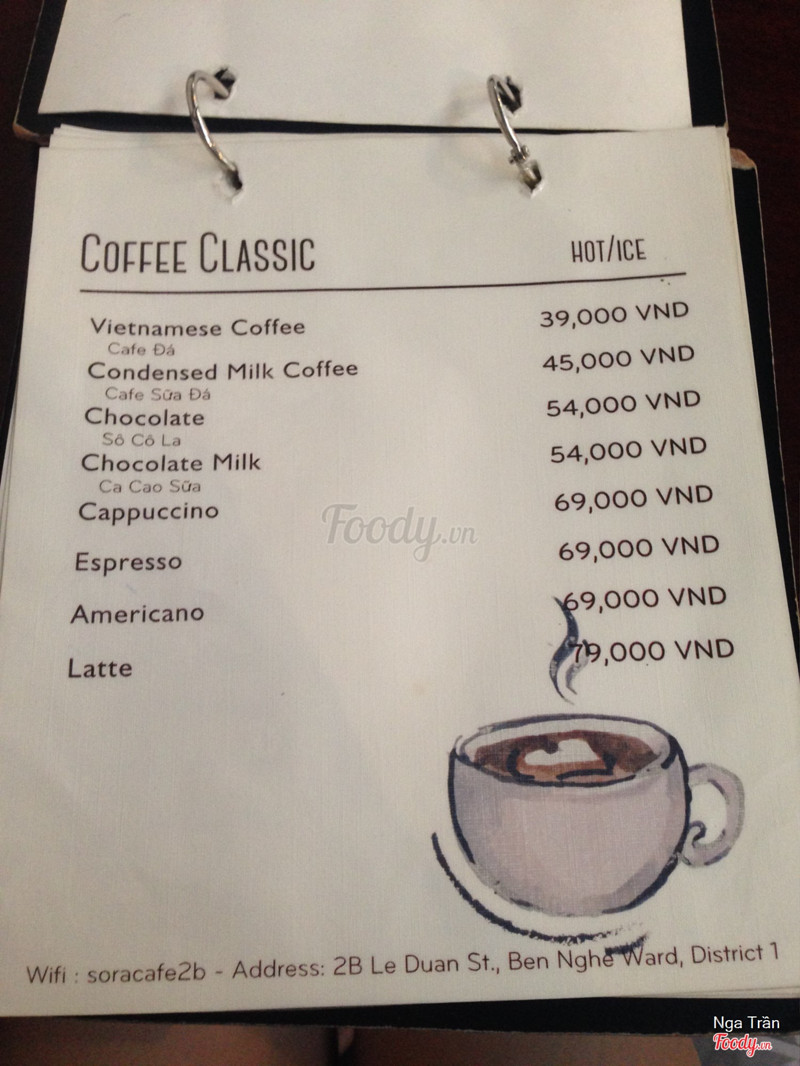 COFFEE CLASSIC HOT/ICE
Vietnamese Coffee 39,000 VND
Cafe Đá
Condensed Milk Coffee 45,000 VND
Cafe Sữa Đá
Chocolate 54,000 VND
Sô Cô La
Chocolate Milk 54,000 VND
Ca Cao Sữa
Cappuccino 69,000 VND
Espresso 69,000 VND
Americano 69,000 VND
Latte 79,000 VND
Foody.vn
Wifi : soracafe2b - Address: 2B Le Duan St., Ben Nghe Ward, District 1
Nga Trần
Foody.vn